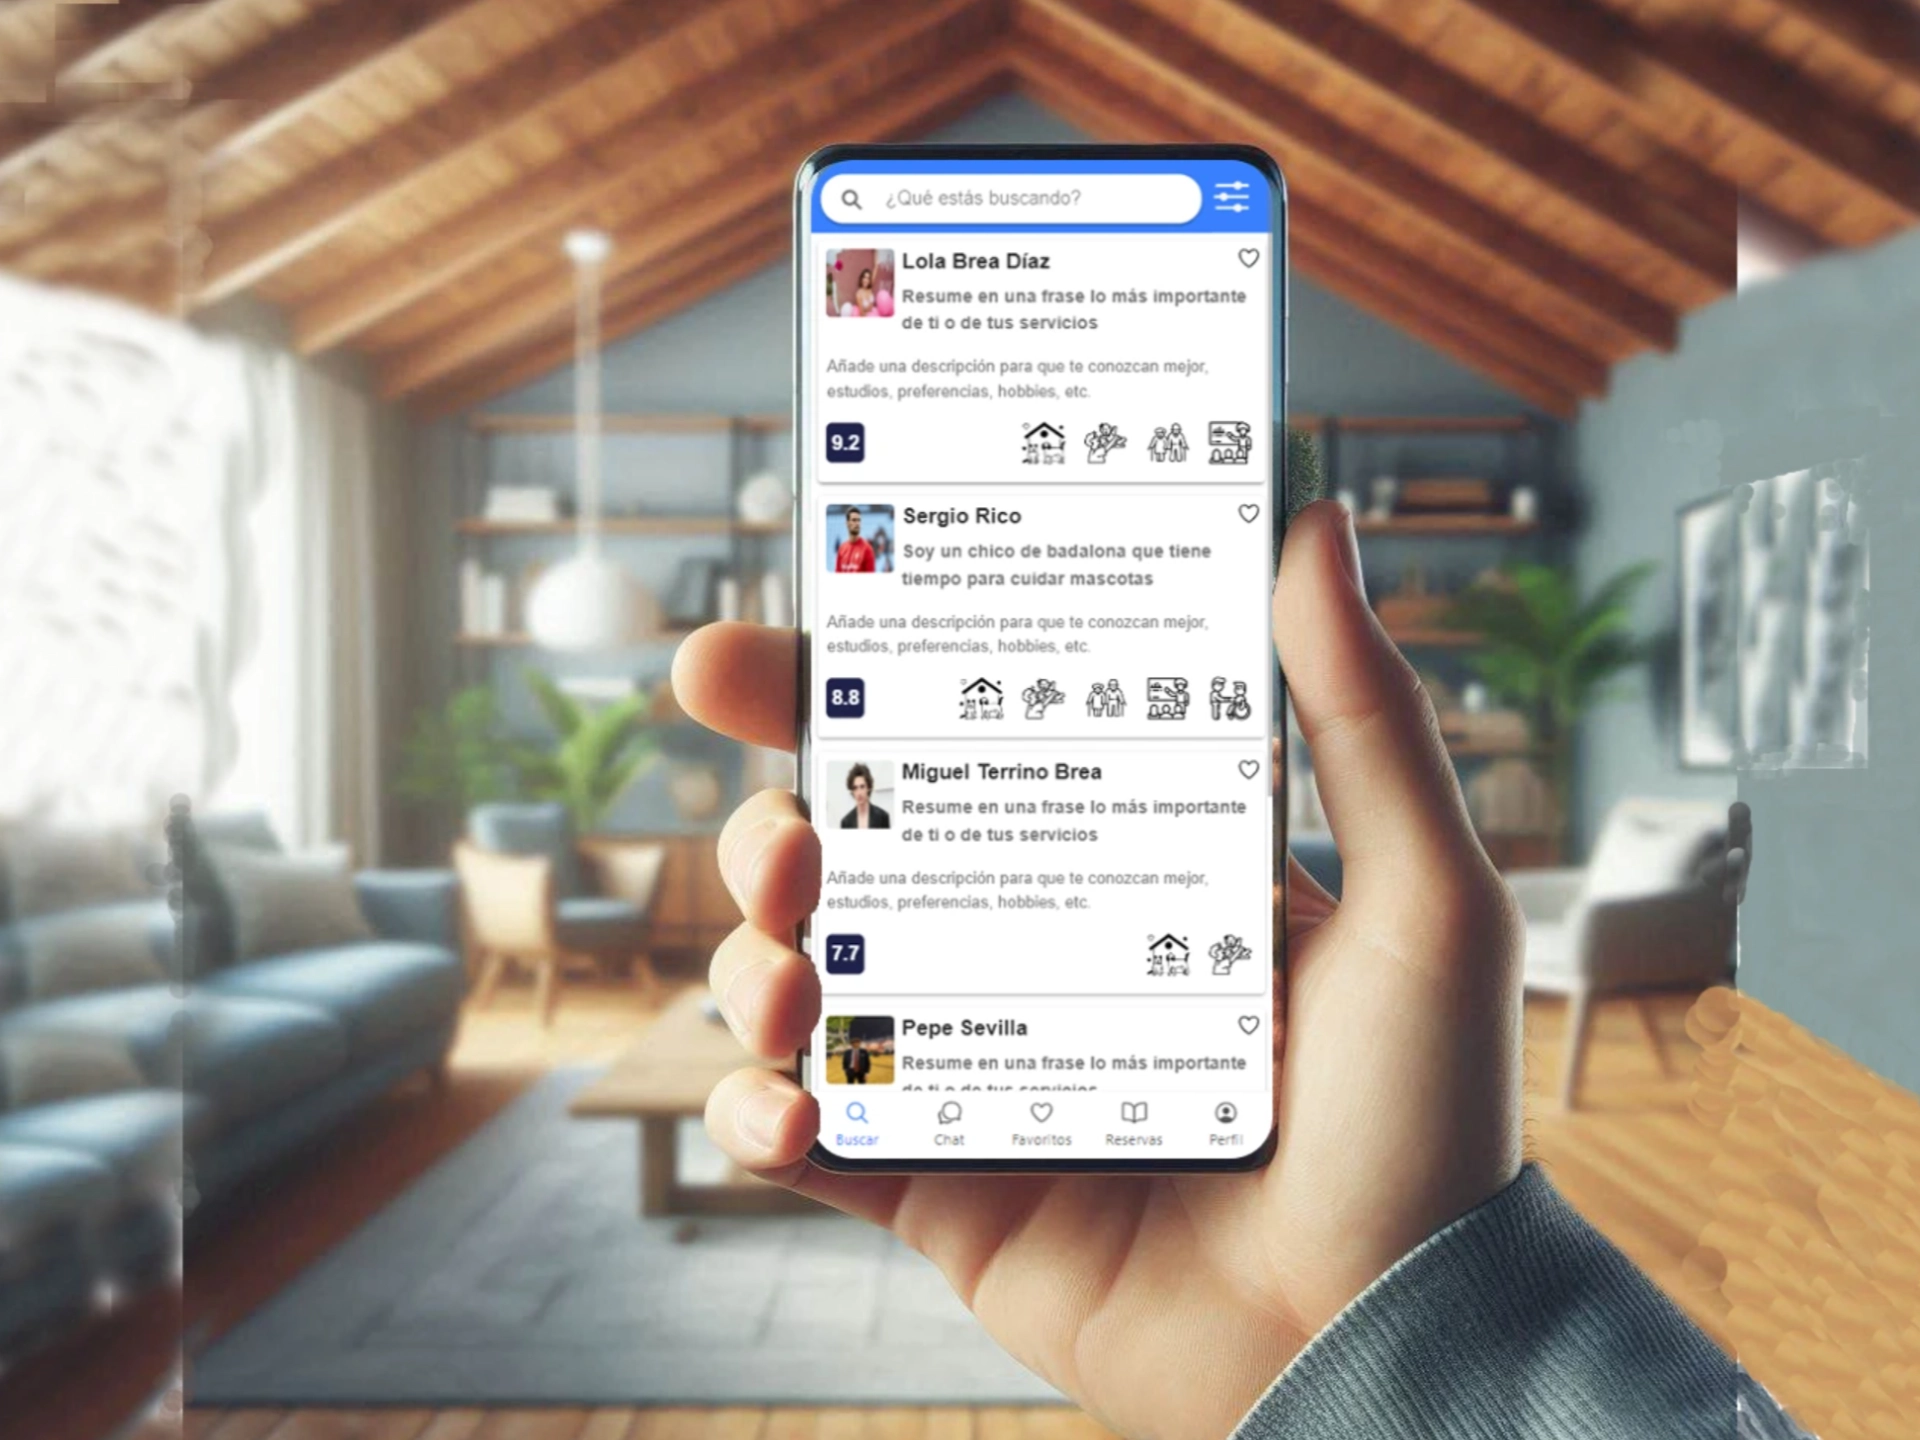 ¿Qué estás buscando?
Lola Brea Díaz
Resume en una frase lo más importante
de ti o de tus servicios
Añade una descripción para que te conozcan mejor,
estudios, preferencias, hobbies, etc.
9.2
Sergio Rico
Soy un chico de badalona que tiene
tiempo para cuidar mascotas
Añade una descripción para que te conozcan mejor,
estudios, preferencias, hobbies, etc.
8.8
Miguel Terrino Brea
Resume en una frase lo más importante
de ti o de tus servicios
Añade una descripción para que te conozcan mejor,
estudios, preferencias, hobbies, etc.
7.7
Pepe Sevilla
Resume en una frase lo más importante
de ti o de tus servicios
Buscar
Chat
Favoritos
Reservas
Perfil